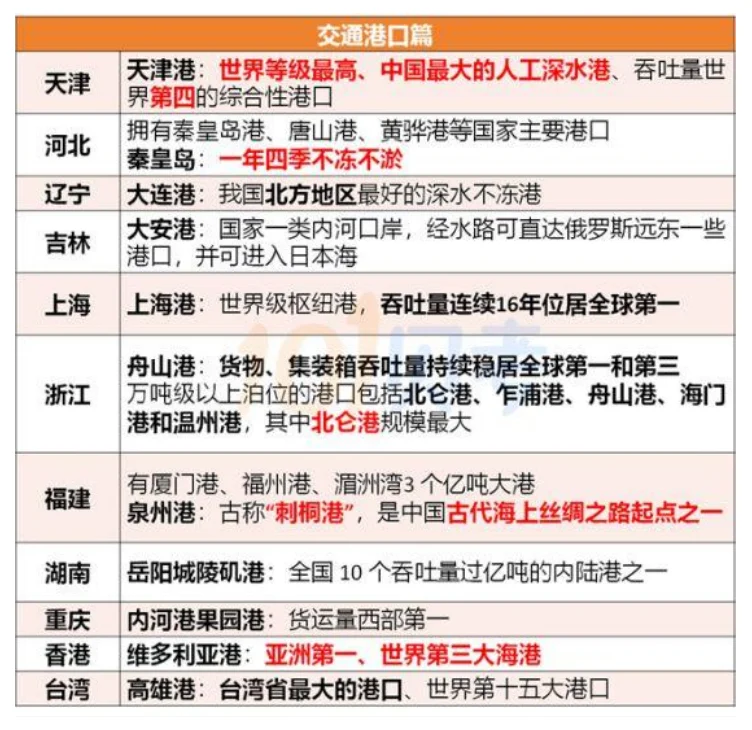 交通港口篇
天津
天津港：世界等级最高、中国最大的人工深水港、吞吐量世
界第四的综合性港口
河北
拥有秦皇岛港、唐山港、黄骅港等国家主要港口
秦皇岛：一年四季不冻不淤
辽宁
大连港：我国北方地区最好的深水不冻港
吉林
大安港：国家一类内河口岸，经水路可直达俄罗斯远东一些
港口，并可进入日本海
上海
上海港：世界级枢纽港，吞吐量连续16年位居全球第一
浙江
舟山港：货物、集装箱吞吐量持续稳居全球第一和第三
万吨级以上泊位的港口包括北仑港、乍浦港、舟山港、海门
港和温州港，其中北仑港规模最大
福建
有厦门港、福州港、湄洲湾3 个亿吨大港
泉州港：古称“刺桐港”，是中国古代海上丝绸之路起点之一
湖南
岳阳城陵矶港：全国 10 个吞吐量过亿吨的内陆港之一
重庆
内河港果园港：货运量西部第一
香港
维多利亚港：亚洲第一、世界第三大海港
台湾
高雄港：台湾省最大的港口、世界第十五大港口